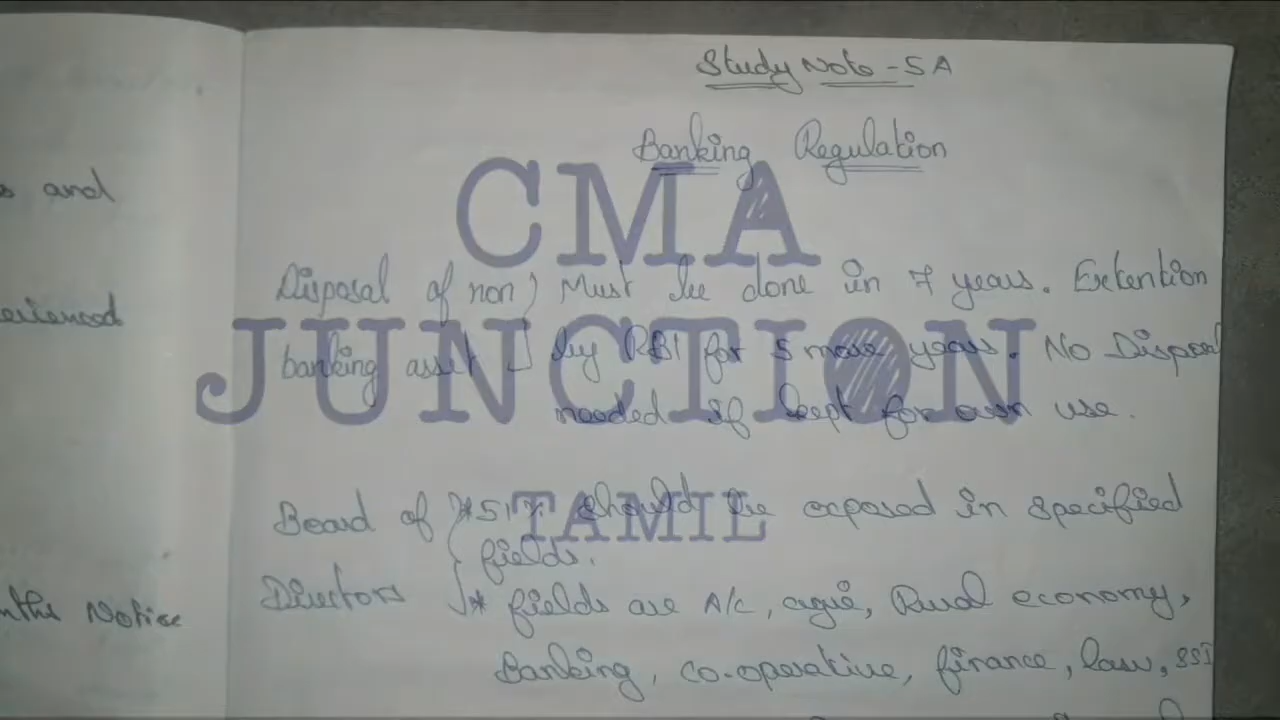 Study Note - 5A
Banking Regulation
s and
Disposal of non } Must be done in 7 years. Extention
erienced
banking asset } by RBI for 5 more years. No Disposal
needed if kept for own use.
CMA
JUNCTION
TAMIL
Board of { * 51% should be exposed in specified
fields.
Directors { * fields are A/c, agri, Rural economy,
nths Notice
Banking, co-operative, finance, law, SSI